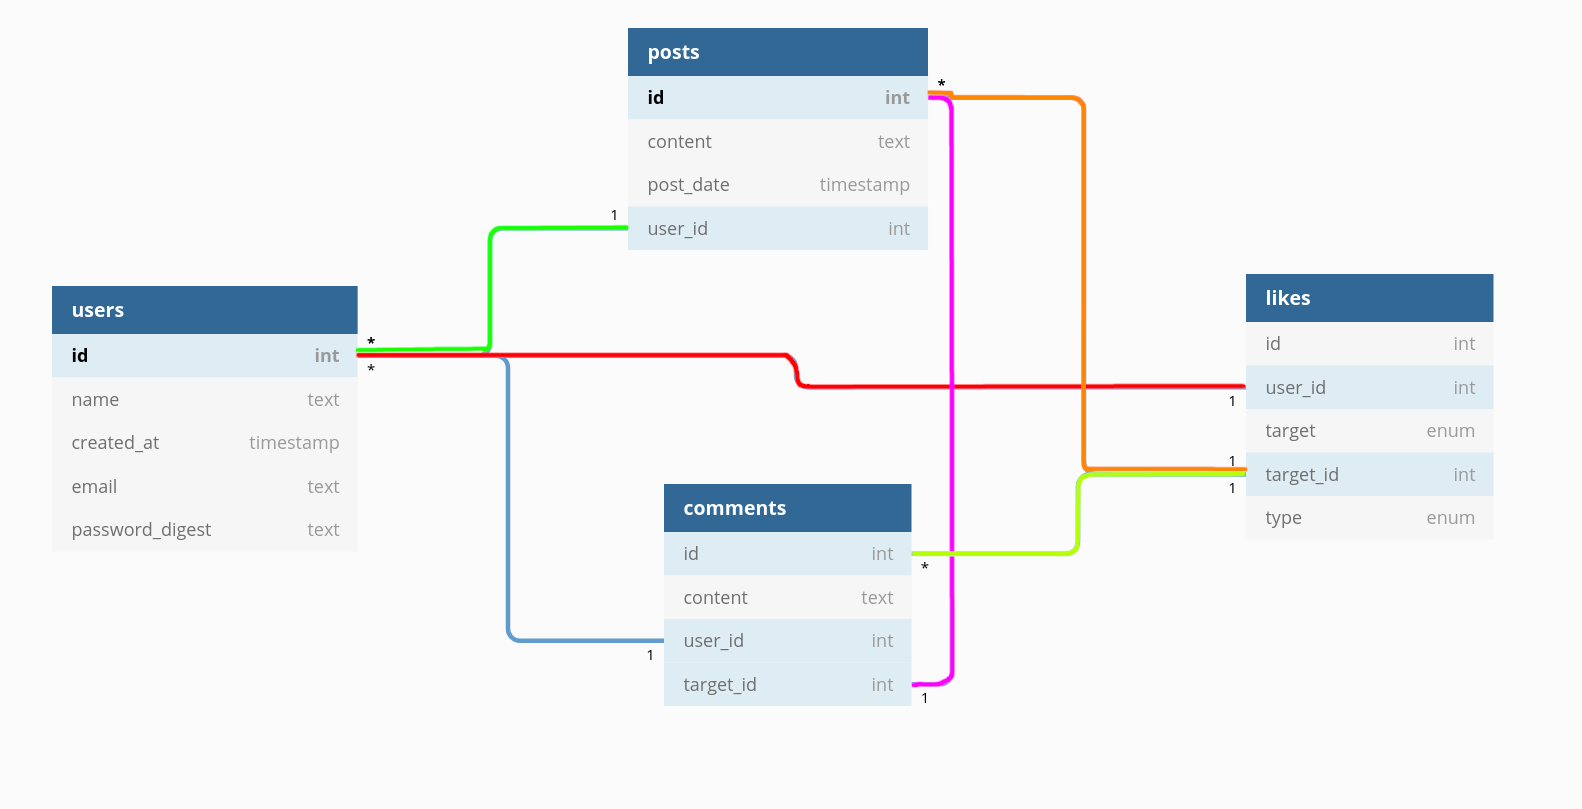 posts
id int
content text
post_date timestamp
user_id int
*
1
users
id int
name text
created_at timestamp
email text
password_digest text
*
*
likes
id int
user_id int
target enum
target_id int
type enum
1
1
1
comments
id int
content text
user_id int
target_id int
*
1
1